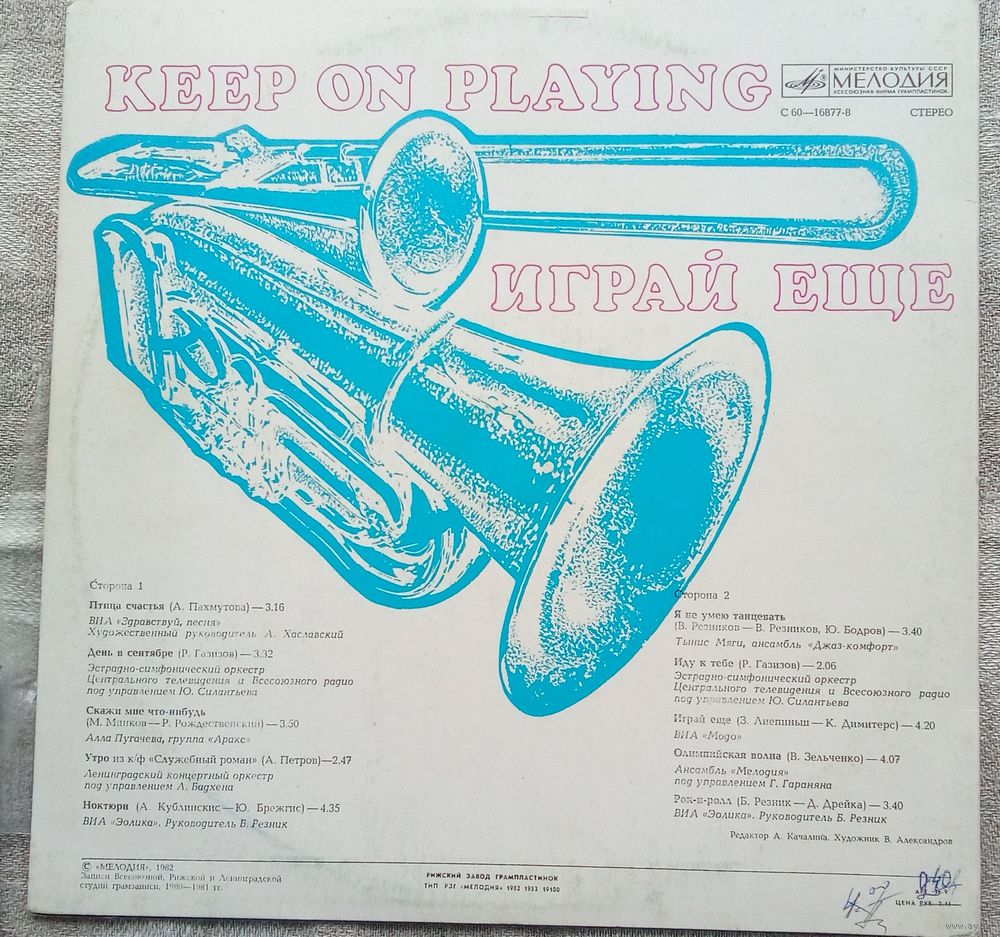 KEEP ON PLAYING
МИНИСТЕРСТВО КУЛЬТУРЫ СССР
МЕЛОДИЯ
ВСЕСОЮЗНАЯ ФИРМА ГРАМПЛАСТИНОК
С 60—16877-8 СТЕРЕО
ИГРАЙ ЕЩЕ
Сторона 1
Птица счастья (А. Пахмутова) — 3.16
ВИА «Здравствуй, песня»
Художественный руководитель А. Хаславский
День в сентябре (Р. Газизов) — 3.32
Эстрадно-симфонический оркестр
Центрального телевидения и Всесоюзного радио
под управлением Ю. Силантьева
Скажи мне что-нибудь
(М. Минков — Р. Рождественский) — 3.50
Алла Пугачева, группа «Аракс»
Утро из к/ф «Служебный роман» (А. Петров)—2.47
Ленинградский концертный оркестр
под управлением А. Бадхена
Ноктюрн (А. Кублинскис — Ю. Брежгис) — 4.35
ВИА «Эолика». Руководитель Б. Резник
Сторона 2
Я не умею танцевать
(В. Резников — В. Резников, Ю. Бодров) — 3.40
Тынис Мяги, ансамбль «Джаз-комфорт»
Иду к тебе (Р. Газизов) — 2.06
Эстрадно-симфонический оркестр
Центрального телевидения и Всесоюзного радио
под управлением Ю. Силантьева
Играй еще (З. Лиепиньш — К. Димитерс) — 4.20
ВИА «Модо»
Олимпийская волна (В. Зельченко) — 4.07
Ансамбль «Мелодия»
под управлением Г. Гараняна
Рок-н-ролл (Б. Резник — Д. Дрейка) — 3.40
ВИА «Эолика». Руководитель Б. Резник
Редактор А. Качалина. Художник В. Александров
© «МЕЛОДИЯ», 1982
Записи Всесоюзной, Рижской и Ленинградской
студий грамзаписи, 1980—1981 гг.
РИЖСКИЙ ЗАВОД ГРАМПЛАСТИНОК
ТИП. РЗГ «МЕЛОДИЯ» 1982 1953 19100
ЦЕНА РУБ.